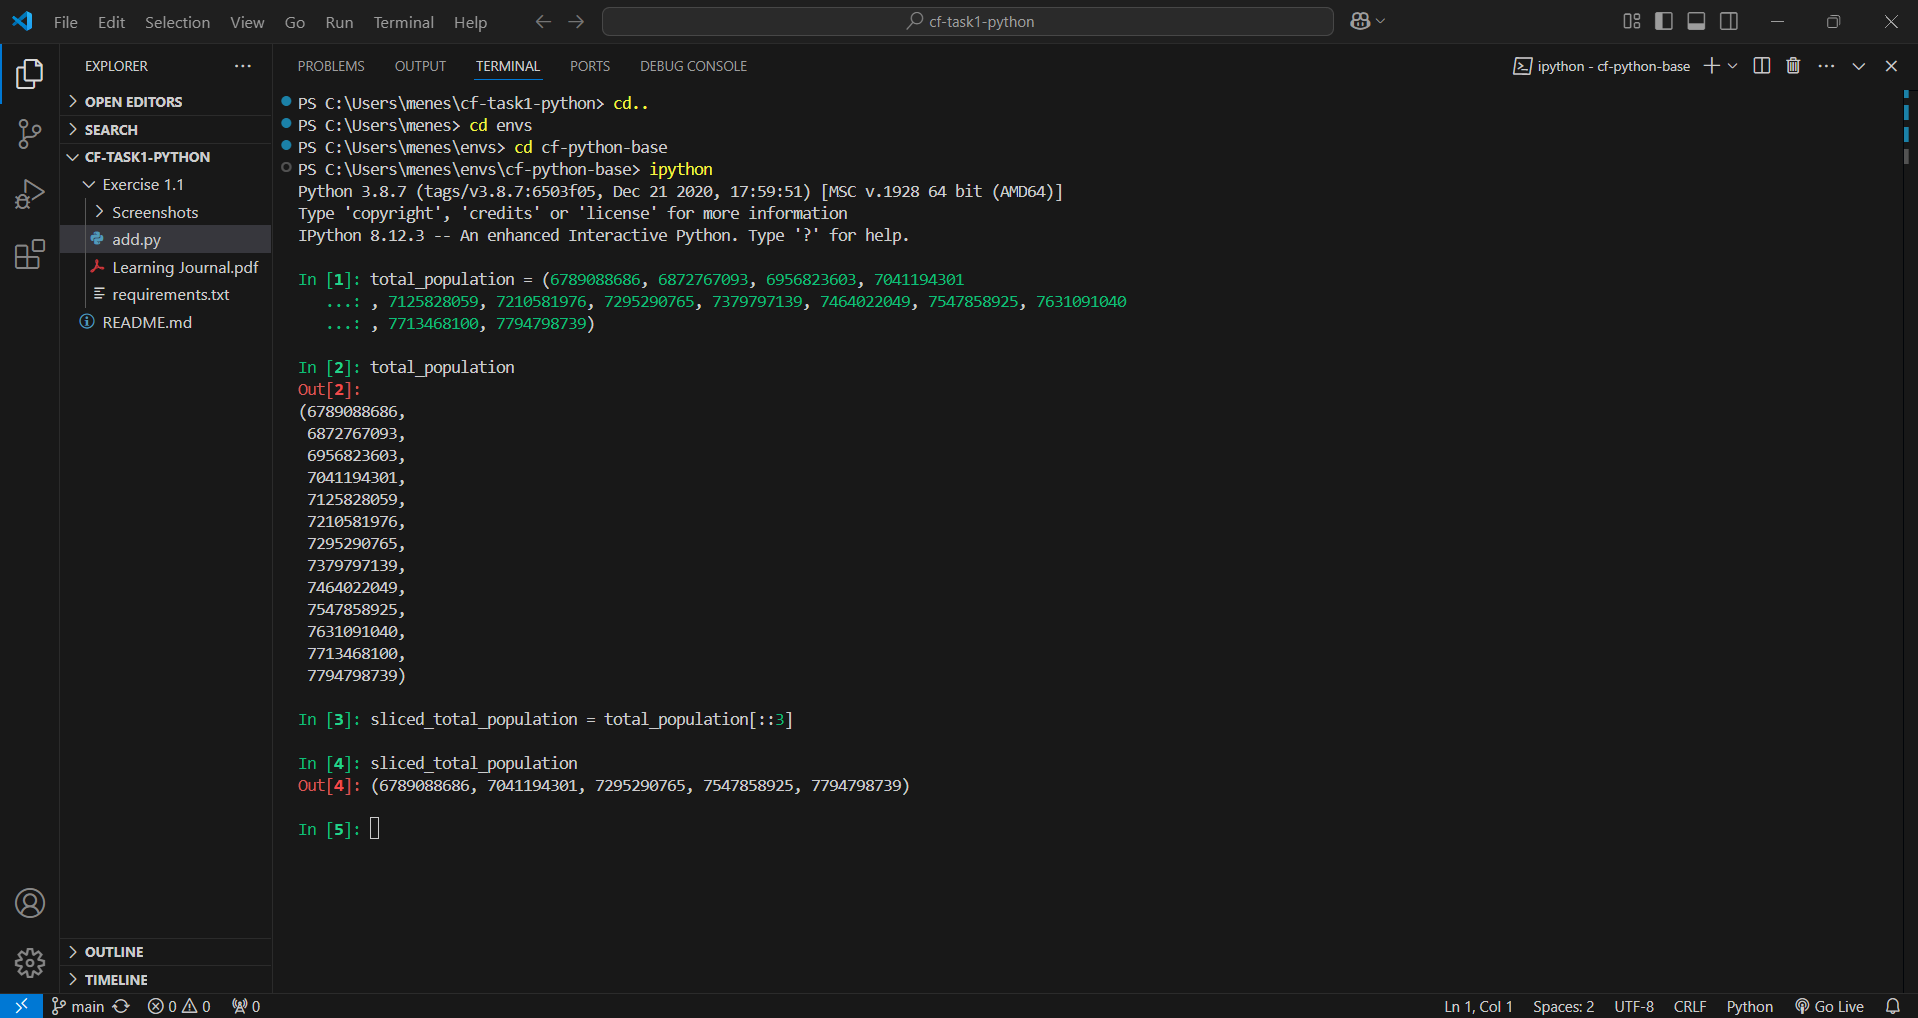 File Edit Selection View Go Run Terminal Help cf-task1-python
EXPLORER
OPEN EDITORS
SEARCH
CF-TASK1-PYTHON
Exercise 1.1
Screenshots
add.py
Learning Journal.pdf
requirements.txt
README.md
OUTLINE
TIMELINE
PROBLEMS OUTPUT TERMINAL PORTS DEBUG CONSOLE ipython - cf-python-base
PS C:\Users\menes\cf-task1-python> cd..
PS C:\Users\menes> cd envs
PS C:\Users\menes\envs> cd cf-python-base
PS C:\Users\menes\envs\cf-python-base> ipython
Python 3.8.7 (tags/v3.8.7:6503f05, Dec 21 2020, 17:59:51) [MSC v.1928 64 bit (AMD64)]
Type 'copyright', 'credits' or 'license' for more information
IPython 8.12.3 -- An enhanced Interactive Python. Type '?' for help.
In [1]: total_population = (6789088686, 6872767093, 6956823603, 7041194301
...: , 7125828059, 7210581976, 7295290765, 7379797139, 7464022049, 7547858925, 7631091040
...: , 7713468100, 7794798739)
In [2]: total_population
Out[2]:
(6789088686,
6872767093,
6956823603,
7041194301,
7125828059,
7210581976,
7295290765,
7379797139,
7464022049,
7547858925,
7631091040,
7713468100,
7794798739)
In [3]: sliced_total_population = total_population[::3]
In [4]: sliced_total_population
Out[4]: (6789088686, 7041194301, 7295290765, 7547858925, 7794798739)
In [5]:
main 0 0 0 Ln 1, Col 1 Spaces: 2 UTF-8 CRLF Python Go Live